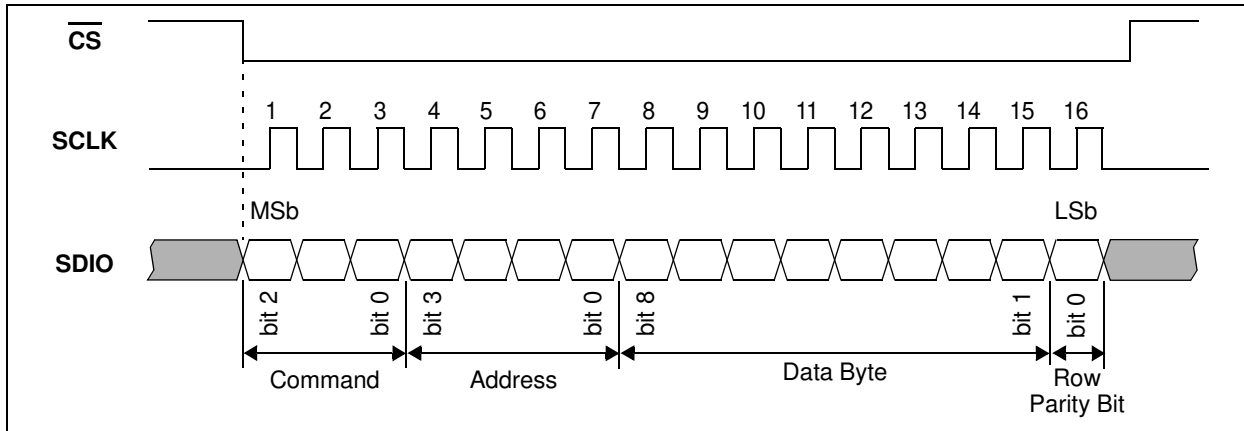 CS
1 2 3 4 5 6 7 8 9 10 11 12 13 14 15 16
SCLK
MSb LSb
SDIO
bit 2 bit 0 bit 3 bit 0 bit 8 bit 1 bit 0
Command Address Data Byte Row
Parity Bit